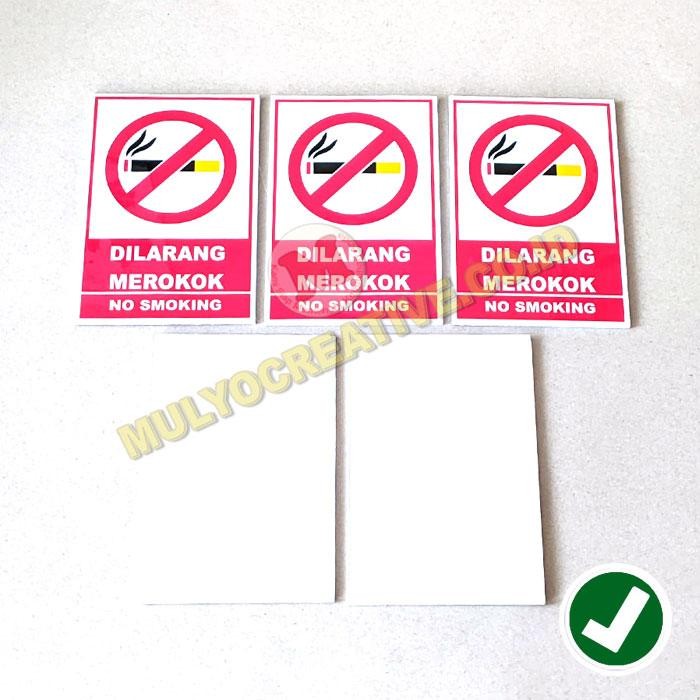 DILARANG
MEROKOK
NO SMOKING
DILARANG
MEROKOK
NO SMOKING
DILARANG
MEROKOK
NO SMOKING
MULYOCREATIVE.CO.ID